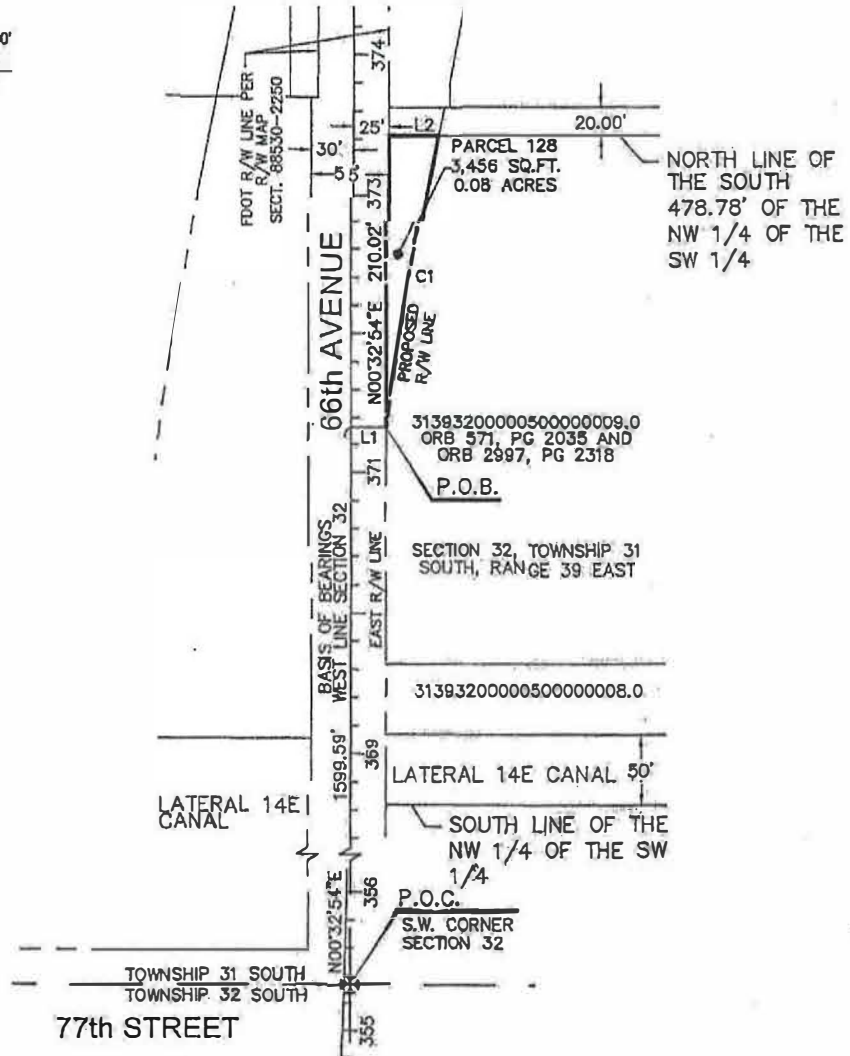 0'
374
FDOT R/W LINE PER
R/W MAP
SECT. 88530-2250
25'
L2
20.00'
30'
55'
PARCEL 128
3,456 SQ.FT.
0.08 ACRES
NORTH LINE OF
THE SOUTH
478.78' OF THE
NW 1/4 OF THE
SW 1/4
373
66th AVENUE
N00°32'54"E 210.02'
C1
PROPOSED
R/W LINE
L1
31393200000500000009.0
ORB 571, PG 2035 AND
ORB 2997, PG 2318
371
P.O.B.
BASIS OF BEARINGS
WEST LINE SECTION 32
EAST R/W LINE
SECTION 32, TOWNSHIP 31
SOUTH, RANGE 39 EAST
31393200000500000008.0
1599.59'
369
LATERAL 14E CANAL 50'
LATERAL 14E
CANAL
SOUTH LINE OF THE
NW 1/4 OF THE SW
1/4
N00°32'54"E
356
P.O.C.
S.W. CORNER
SECTION 32
TOWNSHIP 31 SOUTH
TOWNSHIP 32 SOUTH
77th STREET
355